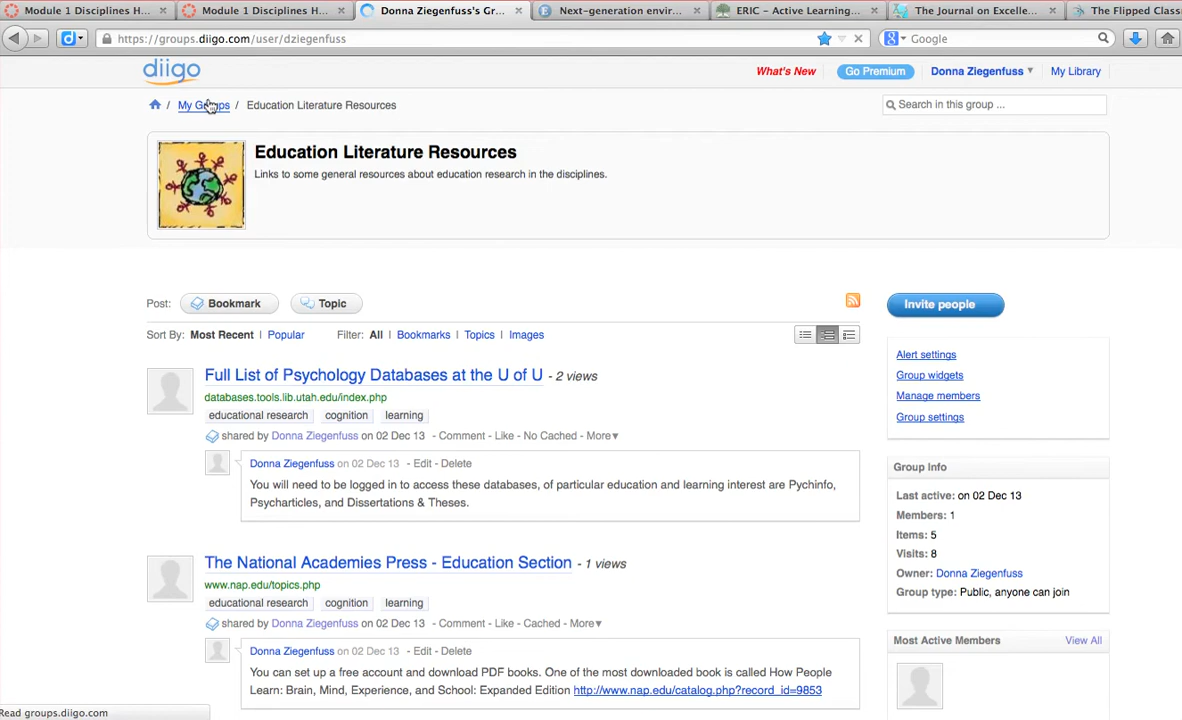 Module 1 Disciplines H... × Module 1 Disciplines H... × Donna Ziegenfuss's Gr... × Next-generation envir... × ERIC – Active Learning... × The Journal on Excelle... × The Flipped Class
https://groups.diigo.com/user/dziegenfuss Google
diigo What's New Go Premium Donna Ziegenfuss ▼ My Library
/ My Groups / Education Literature Resources Search in this group ...
Education Literature Resources
Links to some general resources about education research in the disciplines.
Post: Bookmark Topic Invite people
Sort By: Most Recent | Popular Filter: All | Bookmarks | Topics | Images
Alert settings
Group widgets
Manage members
Group settings
Full List of Psychology Databases at the U of U - 2 views
databases.tools.lib.utah.edu/index.php
educational research cognition learning
shared by Donna Ziegenfuss on 02 Dec 13 - Comment - Like - No Cached - More▼
Donna Ziegenfuss on 02 Dec 13 - Edit - Delete
You will need to be logged in to access these databases, of particular education and learning interest are Pychinfo,
Psycharticles, and Dissertations & Theses.
Group Info
Last active: on 02 Dec 13
Members: 1
Items: 5
Visits: 8
Owner: Donna Ziegenfuss
Group type: Public, anyone can join
The National Academies Press - Education Section - 1 views
www.nap.edu/topics.php
educational research cognition learning
shared by Donna Ziegenfuss on 02 Dec 13 - Comment - Like - Cached - More▼
Donna Ziegenfuss on 02 Dec 13 - Edit - Delete
You can set up a free account and download PDF books. One of the most downloaded book is called How People
Learn: Brain, Mind, Experience, and School: Expanded Edition http://www.nap.edu/catalog.php?record_id=9853
Most Active Members View All
Read groups.diigo.com